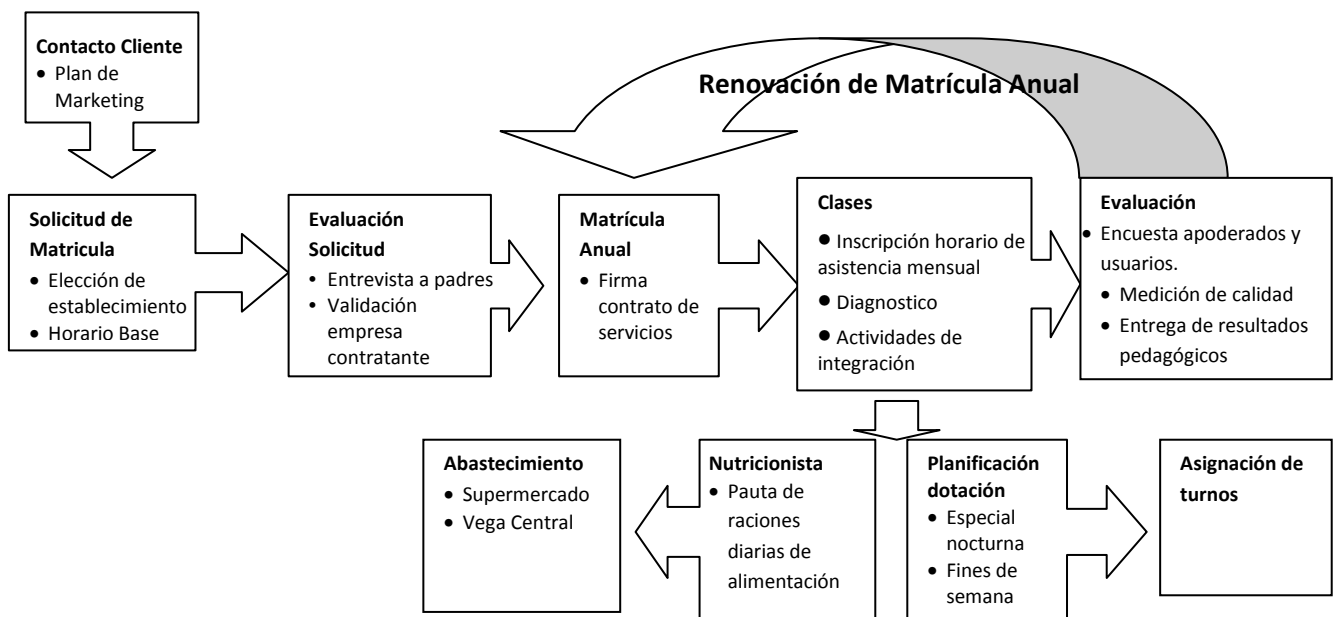 Contacto Cliente
• Plan de
Marketing
Renovación de Matrícula Anual
Solicitud de
Matricula
• Elección de
establecimiento
• Horario Base
Evaluación
Solicitud
• Entrevista a padres
• Validación
empresa
contratante
Matrícula
Anual
• Firma
contrato de
servicios
Clases
• Inscripción horario de
asistencia mensual
• Diagnostico
• Actividades de
integración
Evaluación
• Encuesta apoderados y
usuarios.
• Medición de calidad
• Entrega de resultados
pedagógicos
Abastecimiento
• Supermercado
• Vega Central
Nutricionista
• Pauta de
raciones
diarias de
alimentación
Planificación
dotación
• Especial
nocturna
• Fines de
semana
Asignación de
turnos